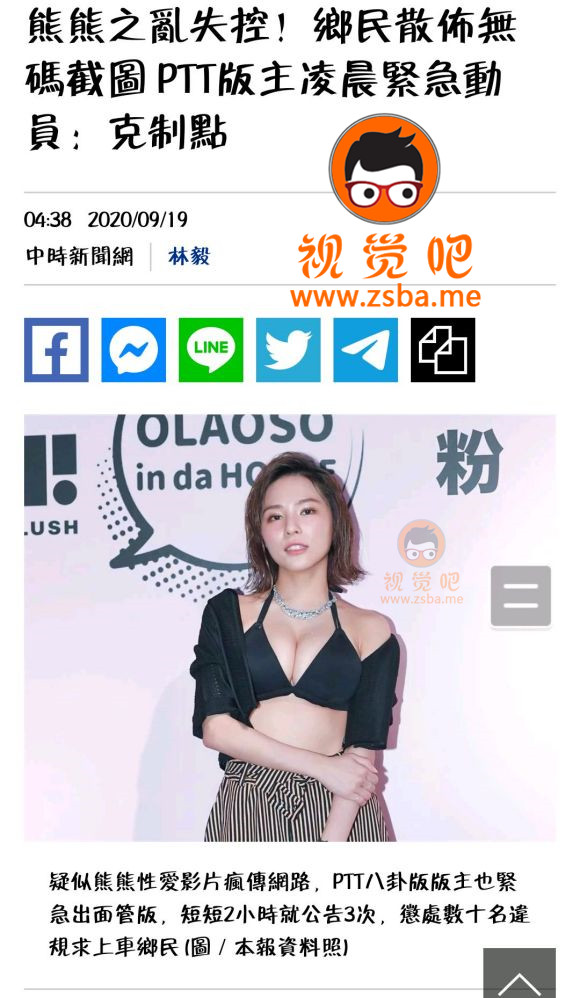 熊熊之亂失控！鄉民散佈無
碼截圖 PTT版主凌晨緊急動
員：克制點
04:38 2020/09/19
中時新聞網 | 林毅
视觉吧
www.zsba.me
LINE
OLAOSO
in da HO
粉
.USH
视觉吧
www.zsba.me
疑似熊熊性愛影片瘋傳網路，PTT八卦版版主也緊
急出面管版，短短2小時就公告3次，懲處數十名違
規求上車鄉民 (圖／本報資料照)